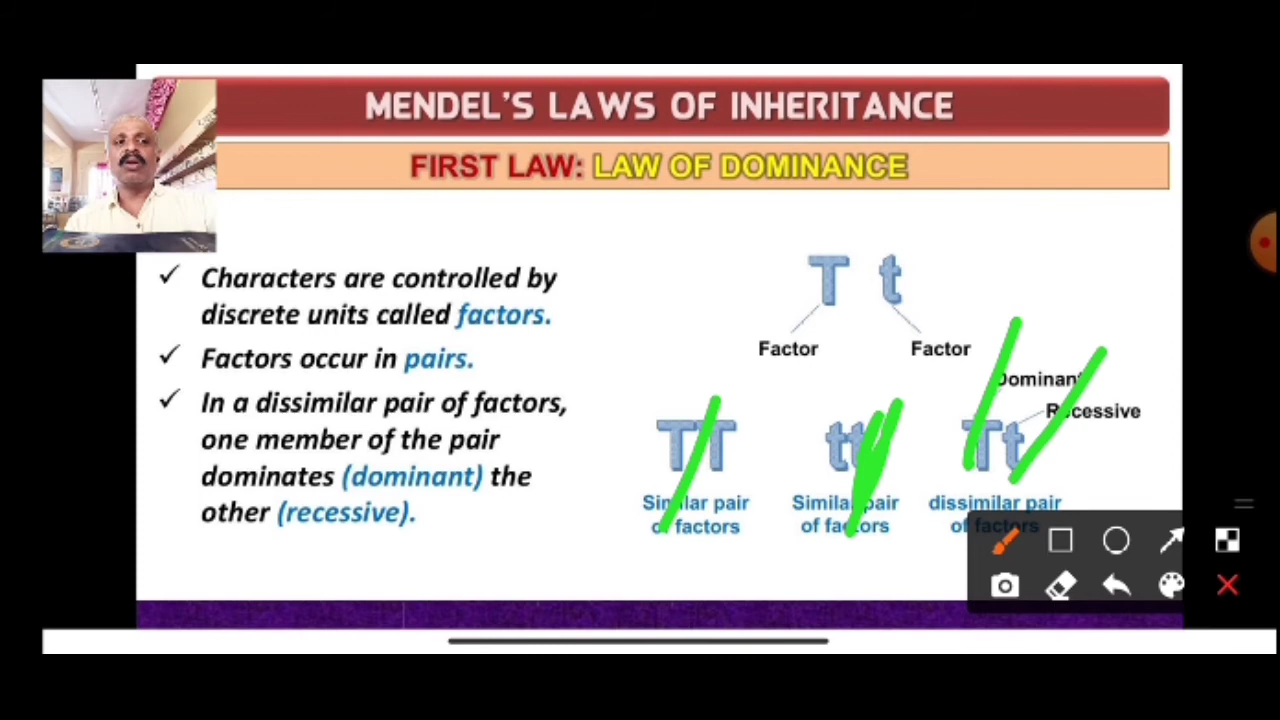 MENDEL'S LAWS OF INHERITANCE
FIRST LAW: LAW OF DOMINANCE
✓ Characters are controlled by
discrete units called factors.
✓ Factors occur in pairs.
✓ In a dissimilar pair of factors,
one member of the pair
dominates (dominant) the
other (recessive).
T t
Factor Factor
Dominant
Recessive
TT tt Tt
Similar pair Similar pair dissimilar pair
of factors of factors of factors